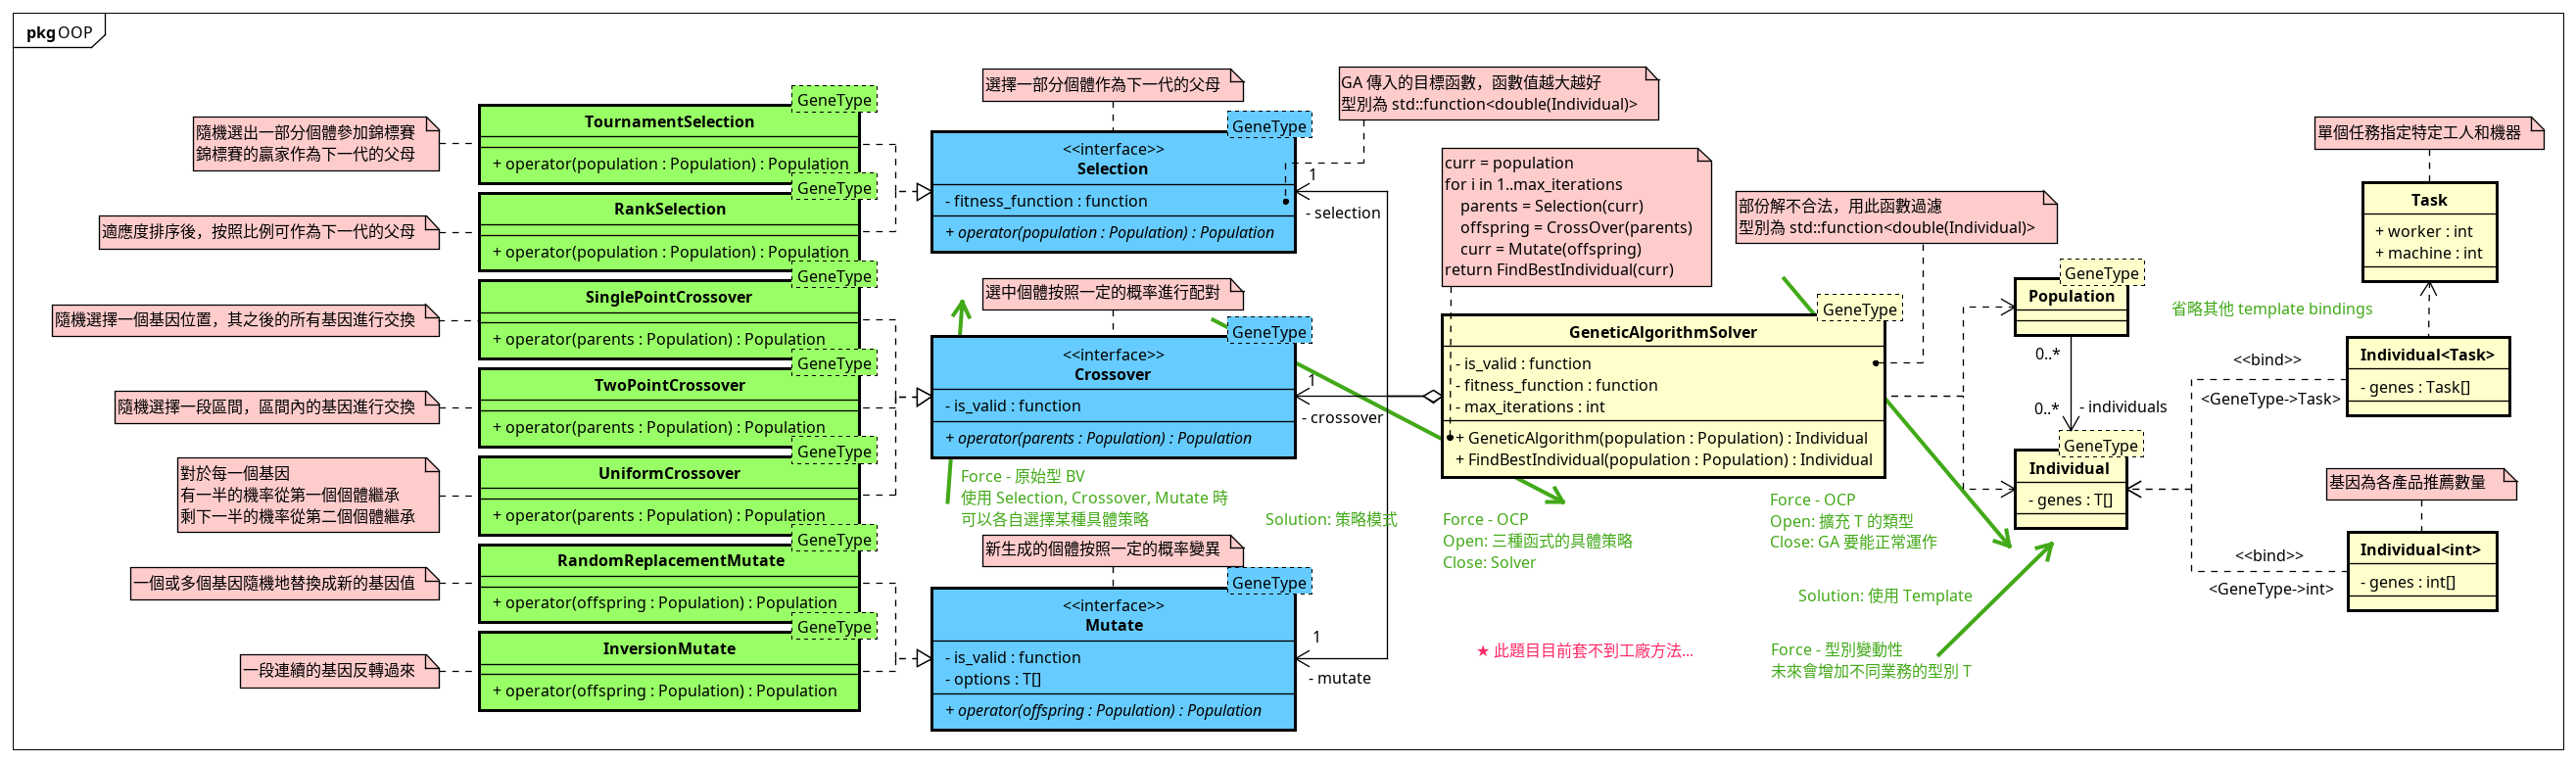 pkg OOP
隨機選出一部分個體參加錦標賽
錦標賽的贏家作為下一代的父母
適應度排序後，按照比例可作為下一代的父母
隨機選擇一個基因位置，其之後的所有基因進行交換
隨機選擇一段區間，區間內的基因進行交換
對於每一個基因
有一半的機率從第一個個體繼承
剩下一半的機率從第二個個體繼承
一個或多個基因隨機地替換成新的基因值
一段連續的基因反轉過來
GeneType
TournamentSelection
+ operator(population : Population) : Population
GeneType
RankSelection
+ operator(population : Population) : Population
GeneType
SinglePointCrossover
+ operator(parents : Population) : Population
GeneType
TwoPointCrossover
+ operator(parents : Population) : Population
GeneType
UniformCrossover
+ operator(parents : Population) : Population
GeneType
RandomReplacementMutate
+ operator(offspring : Population) : Population
GeneType
InversionMutate
+ operator(offspring : Population) : Population
選擇一部分個體作為下一代的父母
GeneType
<<interface>>
Selection
- fitness_function : function
+ operator(population : Population) : Population
1
- selection
選中個體按照一定的概率進行配對
GeneType
<<interface>>
Crossover
- is_valid : function
+ operator(parents : Population) : Population
1
- crossover
Force - 原始型 BV
使用 Selection, Crossover, Mutate 時
可以各自選擇某種具體策略
Solution: 策略模式
新生成的個體按照一定的概率變異
GeneType
<<interface>>
Mutate
- is_valid : function
- options : T[]
+ operator(offspring : Population) : Population
1
- mutate
GA 傳入的目標函數，函數值越大越好
型別為 std::function<double(Individual)>
curr = population
for i in 1..max_iterations
parents = Selection(curr)
offspring = CrossOver(parents)
curr = Mutate(offspring)
return FindBestIndividual(curr)
部份解不合法，用此函數過濾
型別為 std::function<double(Individual)>
GeneType
GeneticAlgorithmSolver
- is_valid : function
- fitness_function : function
- max_iterations : int
+ GeneticAlgorithm(population : Population) : Individual
+ FindBestIndividual(population : Population) : Individual
Force - OCP
Open: 三種函式的具體策略
Close: Solver
Force - OCP
Open: 擴充 T 的類型
Close: GA 要能正常運作
Solution: 使用 Template
★ 此題目目前套不到工廠方法...
Force - 型別變動性
未來會增加不同業務的型別 T
GeneType
Population
0..*
0..*
- individuals
GeneType
Individual
- genes : T[]
省略其他 template bindings
<<bind>>
<GeneType->Task>
<<bind>>
<GeneType->int>
單個任務指定特定工人和機器
Task
+ worker : int
+ machine : int
Individual<Task>
- genes : Task[]
基因為各產品推薦數量
Individual<int>
- genes : int[]